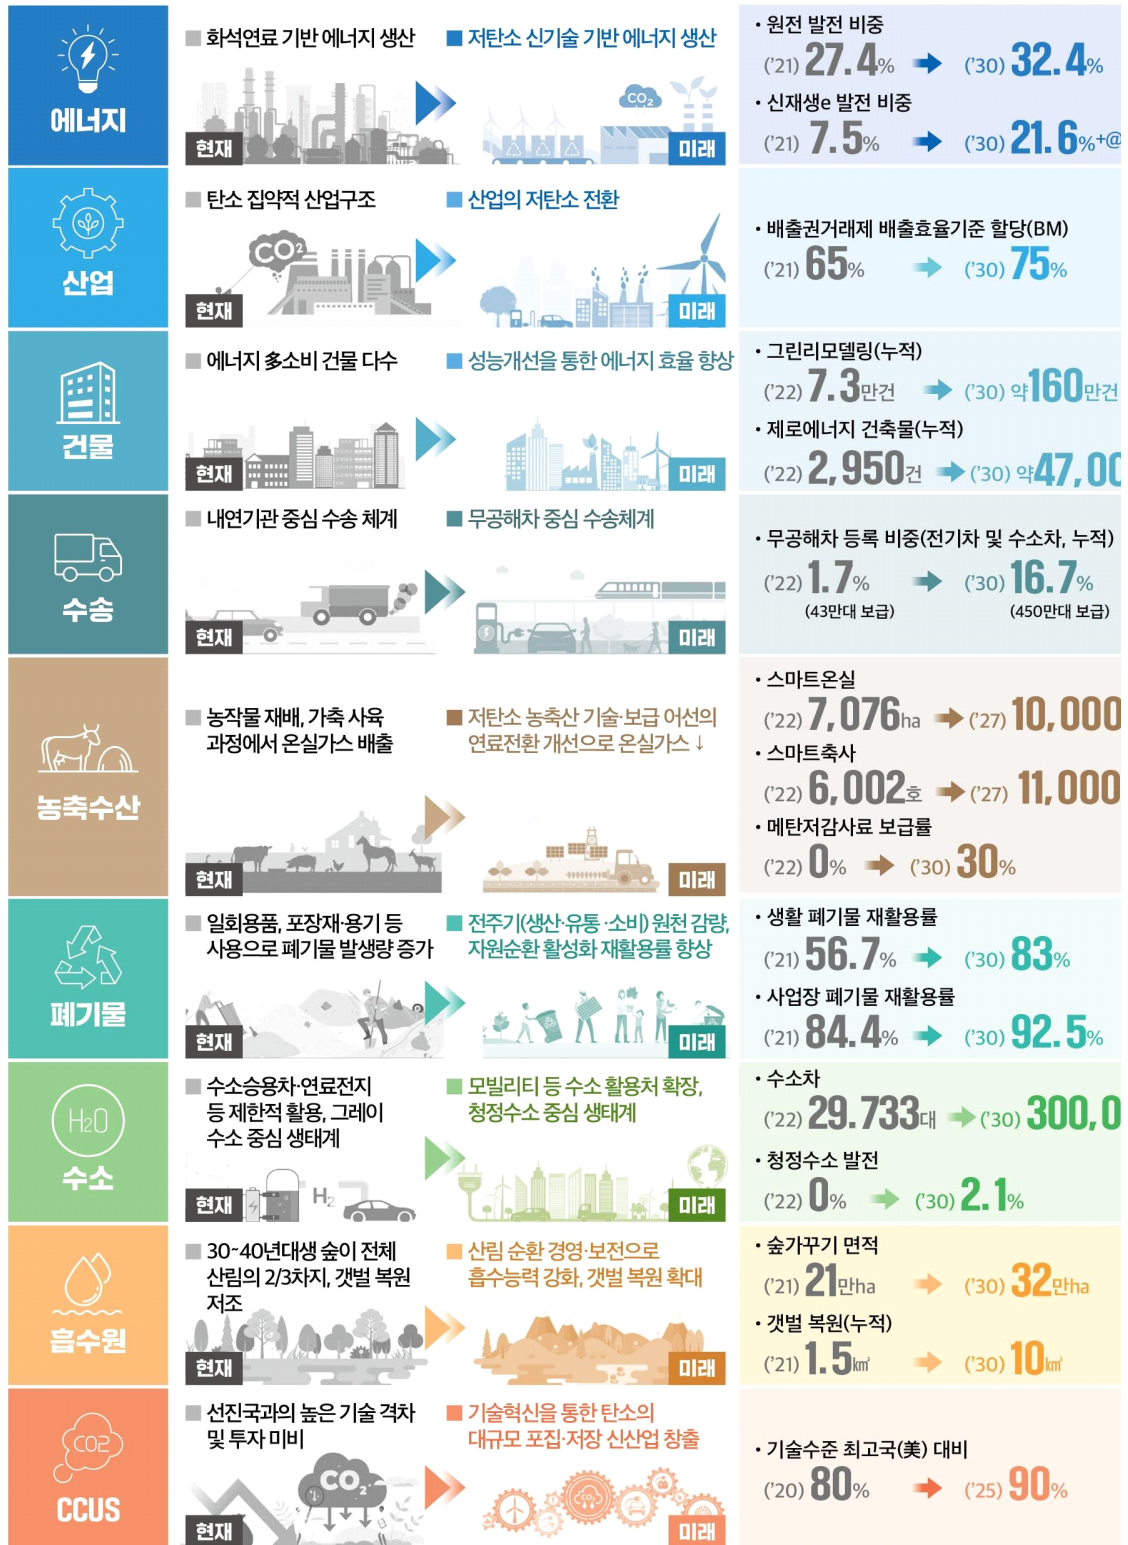 에너지
화석연료 기반 에너지 생산
현재
저탄소 신기술 기반 에너지 생산
CO₂
미래
• 원전 발전 비중
('21) 27.4% ('30) 32.4%
• 신재생e 발전 비중
('21) 7.5% ('30) 21.6%+@
산업
탄소 집약적 산업구조
CO₂
현재
산업의 저탄소 전환
미래
• 배출권거래제 배출효율기준 할당(BM)
('21) 65% ('30) 75%
건물
에너지 多소비 건물 다수
현재
성능개선을 통한 에너지 효율 향상
미래
• 그린리모델링(누적)
('22) 7.3만건 ('30) 약160만건
• 제로에너지 건축물(누적)
('22) 2,950건 ('30) 약47,00
수송
내연기관 중심 수송 체계
현재
무공해차 중심 수송체계
미래
• 무공해차 등록 비중(전기차 및 수소차, 누적)
('22) 1.7% ('30) 16.7%
(43만대 보급) (450만대 보급)
농축수산
농작물 재배, 가축 사육
과정에서 온실가스 배출
현재
저탄소 농축산 기술·보급 어선의
연료전환 개선으로 온실가스 ↓
미래
• 스마트온실
('22) 7,076ha ('27) 10,000
• 스마트축사
('22) 6,002호 ('27) 11,000
• 메탄저감사료 보급률
('22) 0% ('30) 30%
폐기물
일회용품, 포장재·용기 등
사용으로 폐기물 발생량 증가
현재
전주기(생산·유통·소비) 원천 감량,
자원순환 활성화 재활용률 향상
미래
• 생활 폐기물 재활용률
('21) 56.7% ('30) 83%
• 사업장 폐기물 재활용률
('21) 84.4% ('30) 92.5%
H₂O
수소
수소승용차·연료전지
등 제한적 활용, 그레이
수소 중심 생태계
H₂
현재
모빌리티 등 수소 활용처 확장,
청정수소 중심 생태계
미래
• 수소차
('22) 29.733대 ('30) 300,0
• 청정수소 발전
('22) 0% ('30) 2.1%
흡수원
30~40년대생 숲이 전체
산림의 2/3차지, 갯벌 복원
저조
현재
산림 순환 경영·보전으로
흡수능력 강화, 갯벌 복원 확대
미래
• 숲가꾸기 면적
('21) 21만ha ('30) 32만ha
• 갯벌 복원(누적)
('21) 1.5㎢ ('30) 10㎢
CO2
CCUS
선진국과의 높은 기술 격차
및 투자 미비
CO₂
현재
기술혁신을 통한 탄소의
대규모 포집·저장 신산업 창출
미래
• 기술수준 최고국(美) 대비
('20) 80% ('25) 90%